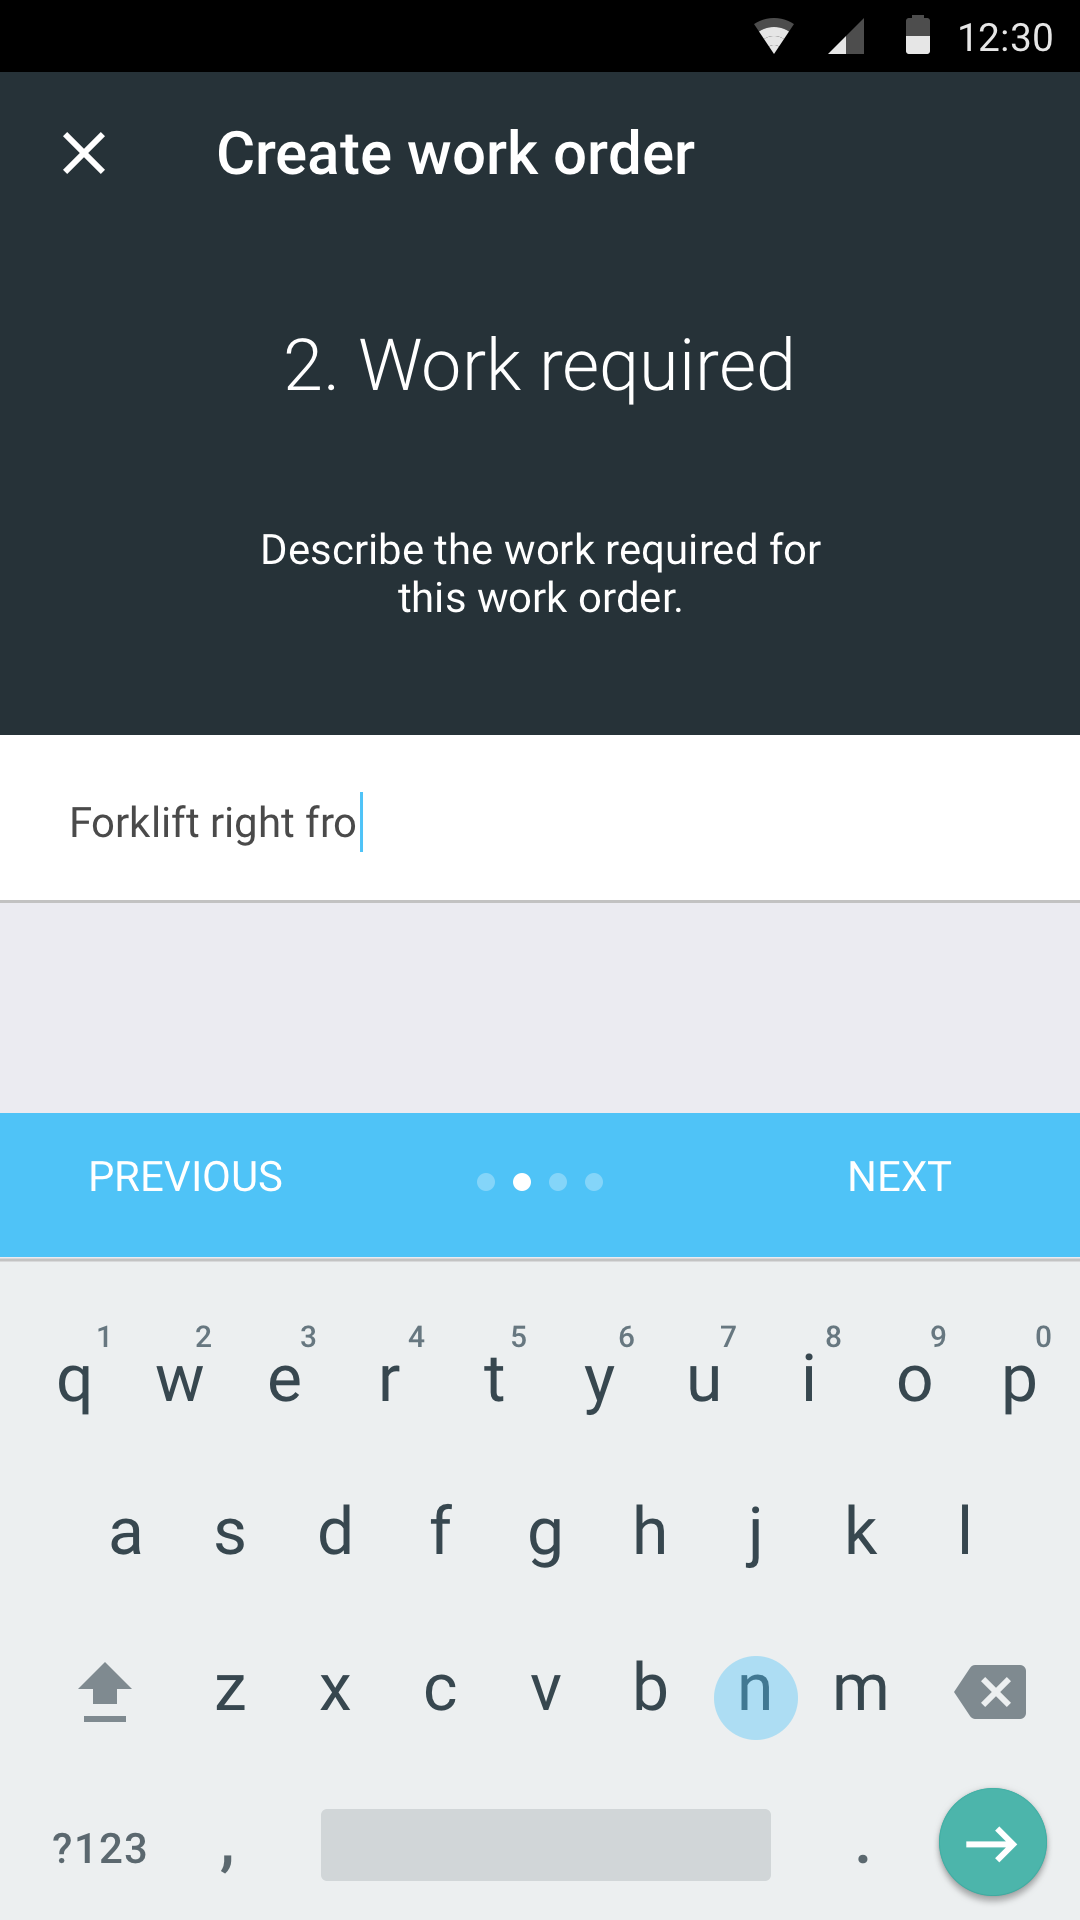 12:30
Create work order
2. Work required
Describe the work required for
this work order.
Forklift right fro
PREVIOUS NEXT
1 2 3 4 5 6 7 8 9 0
q w e r t y u i o p
a s d f g h j k l
z x c v b n m
?123 , .